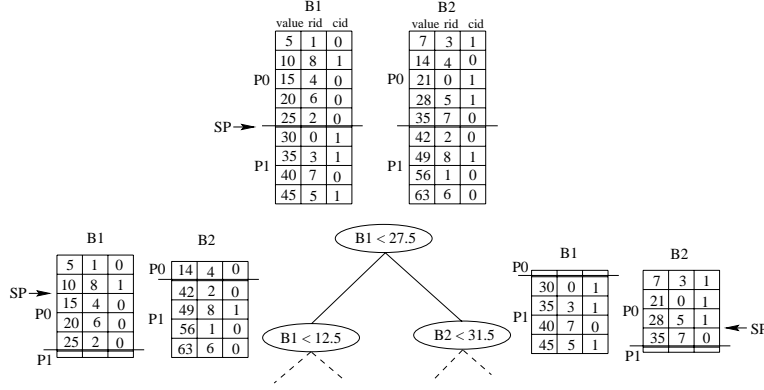 B1 B2
value rid cid value rid cid
5 1 0 7 3 1
10 8 1 14 4 0
P0 15 4 0 P0 21 0 1
20 6 0 28 5 1
25 2 0 35 7 0
SP
30 0 1 42 2 0
35 3 1 49 8 1
P1 40 7 0 P1 56 1 0
45 5 1 63 6 0
B1 < 27.5
B1
5 1 0
10 8 1
SP
15 4 0
P0
20 6 0
25 2 0
P1
B2
P0 14 4 0
42 2 0
P1 49 8 1
56 1 0
63 6 0
B1 < 12.5
B2 < 31.5
B1
P0
30 0 1
35 3 1
P1 40 7 0
45 5 1
B2
7 3 1
21 0 1
P0 28 5 1
SP
35 7 0
P1